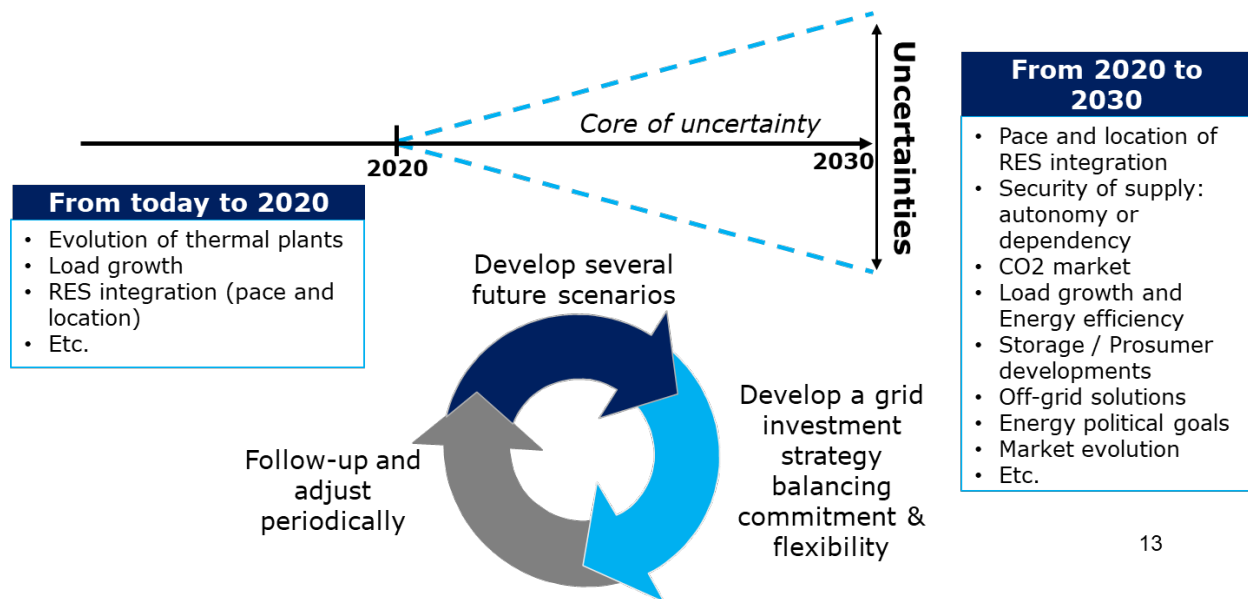 Core of uncertainty
2020
2030
Uncertainties
From today to 2020
• Evolution of thermal plants
• Load growth
• RES integration (pace and
location)
• Etc.
Develop several
future scenarios
Develop a grid
investment
strategy
balancing
commitment &
flexibility
Follow-up and
adjust
periodically
From 2020 to
2030
• Pace and location of
RES integration
• Security of supply:
autonomy or
dependency
• CO2 market
• Load growth and
Energy efficiency
• Storage / Prosumer
developments
• Off-grid solutions
• Energy political goals
• Market evolution
• Etc.
13